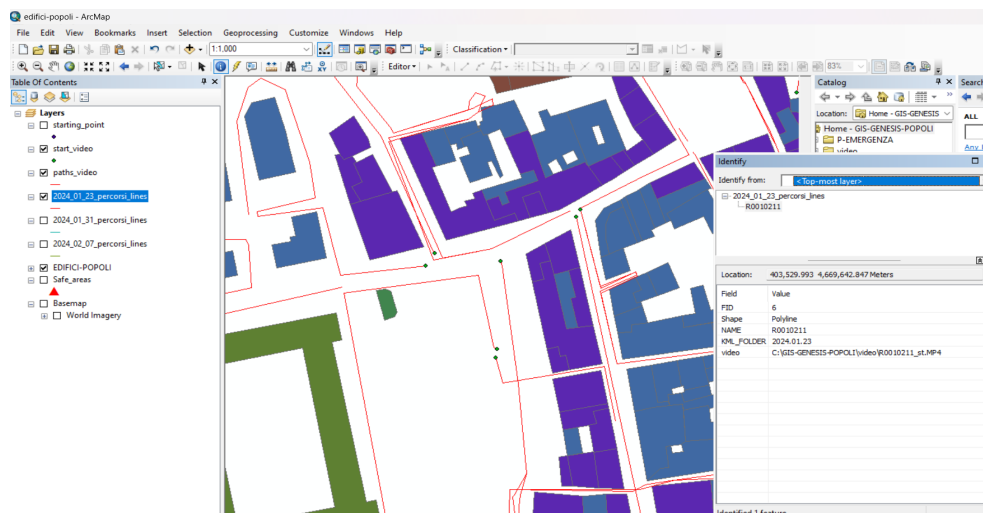 edifici-popoli - ArcMap
File Edit View Bookmarks Insert Selection Geoprocessing Customize Windows Help
1:1.000
Classification
Editor
83%
Table Of Contents
Layers
starting_point
start_video
paths_video
2024_01_23_percorsi_lines
2024_01_31_percorsi_lines
2024_02_07_percorsi_lines
EDIFICI-POPOLI
Safe_areas
Basemap
World Imagery
Catalog
Location: Home - GIS-GENESIS
Home - GIS-GENESIS-POPOLI
P-EMERGENZA
video
Search
ALL
Any
Identify
Identify from: <Top-most layer>
2024_01_23_percorsi_lines
R0010211
Location: 403,529.993 4,669,642.847 Meters
Field Value
FID 6
Shape Polyline
NAME R0010211
KML_FOLDER 2024.01.23
video C:\GIS-GENESIS-POPOLI\video\R0010211_st.MP4
Identified 1 feature